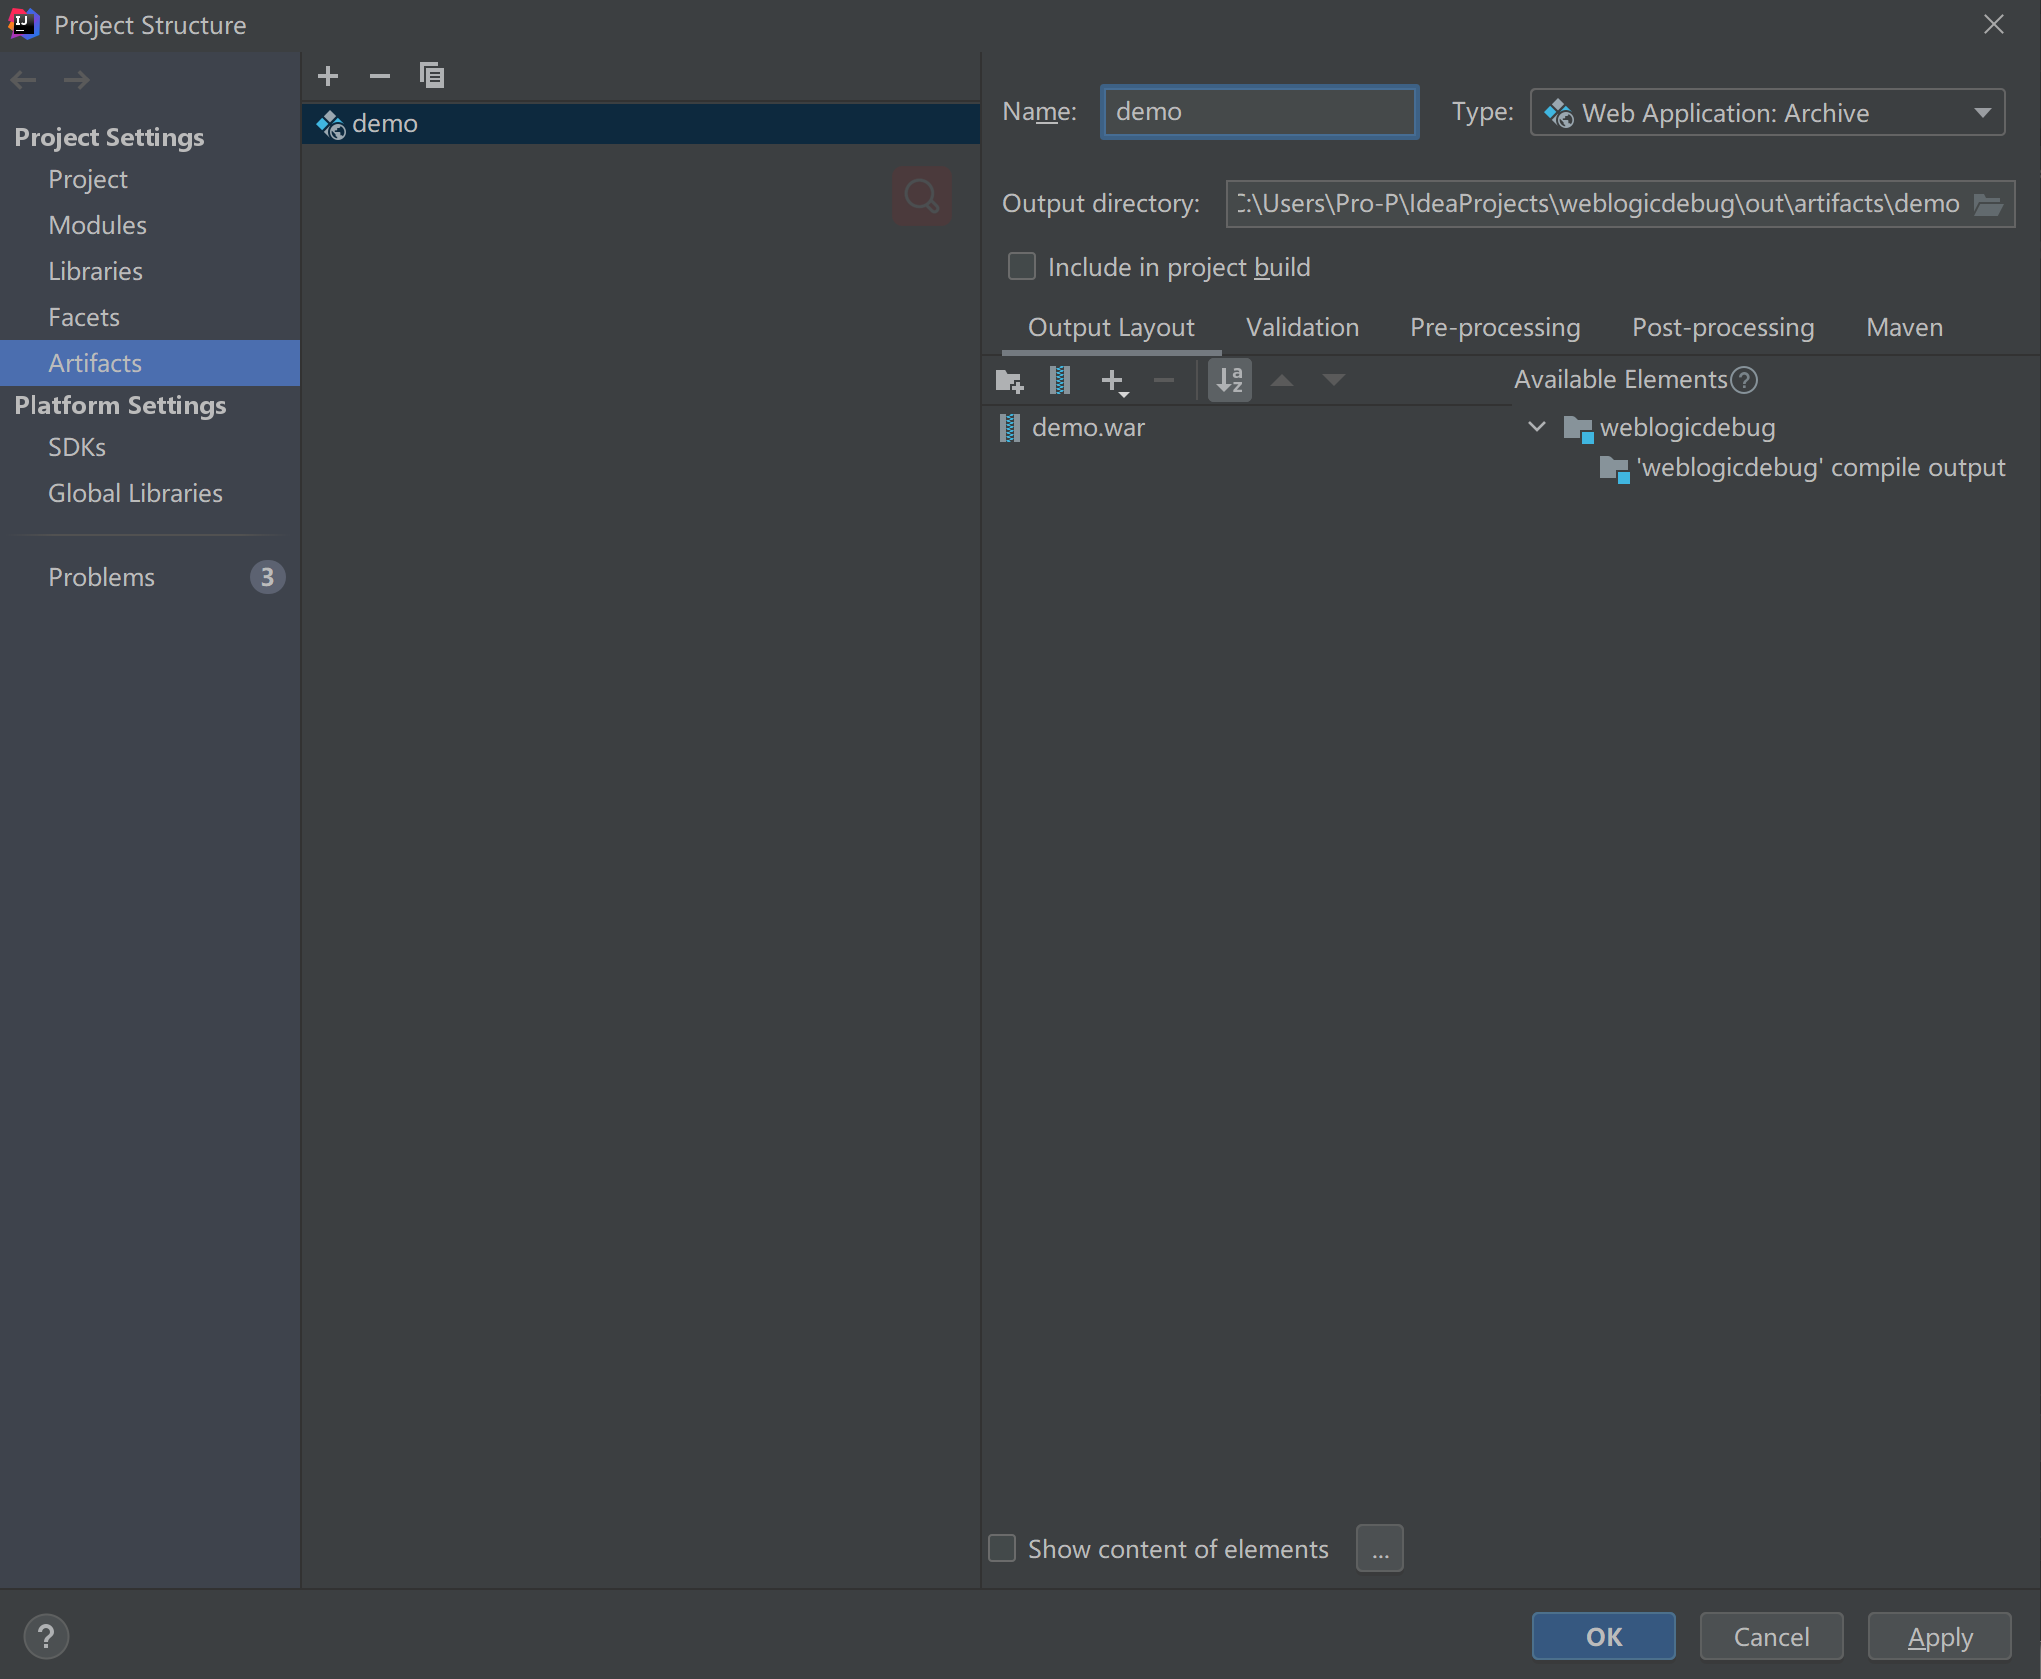 Project Structure
Project Settings
Project
Modules
Libraries
Facets
Artifacts
Platform Settings
SDKs
Global Libraries
Problems 3
demo
Name: demo Type: Web Application: Archive
Output directory: C:\Users\Pro-P\IdeaProjects\weblogicdebug\out\artifacts\demo
Include in project build
Output Layout Validation Pre-processing Post-processing Maven
Available Elements ?
demo.war
weblogicdebug
'weblogicdebug' compile output
Show content of elements ...
? OK Cancel Apply